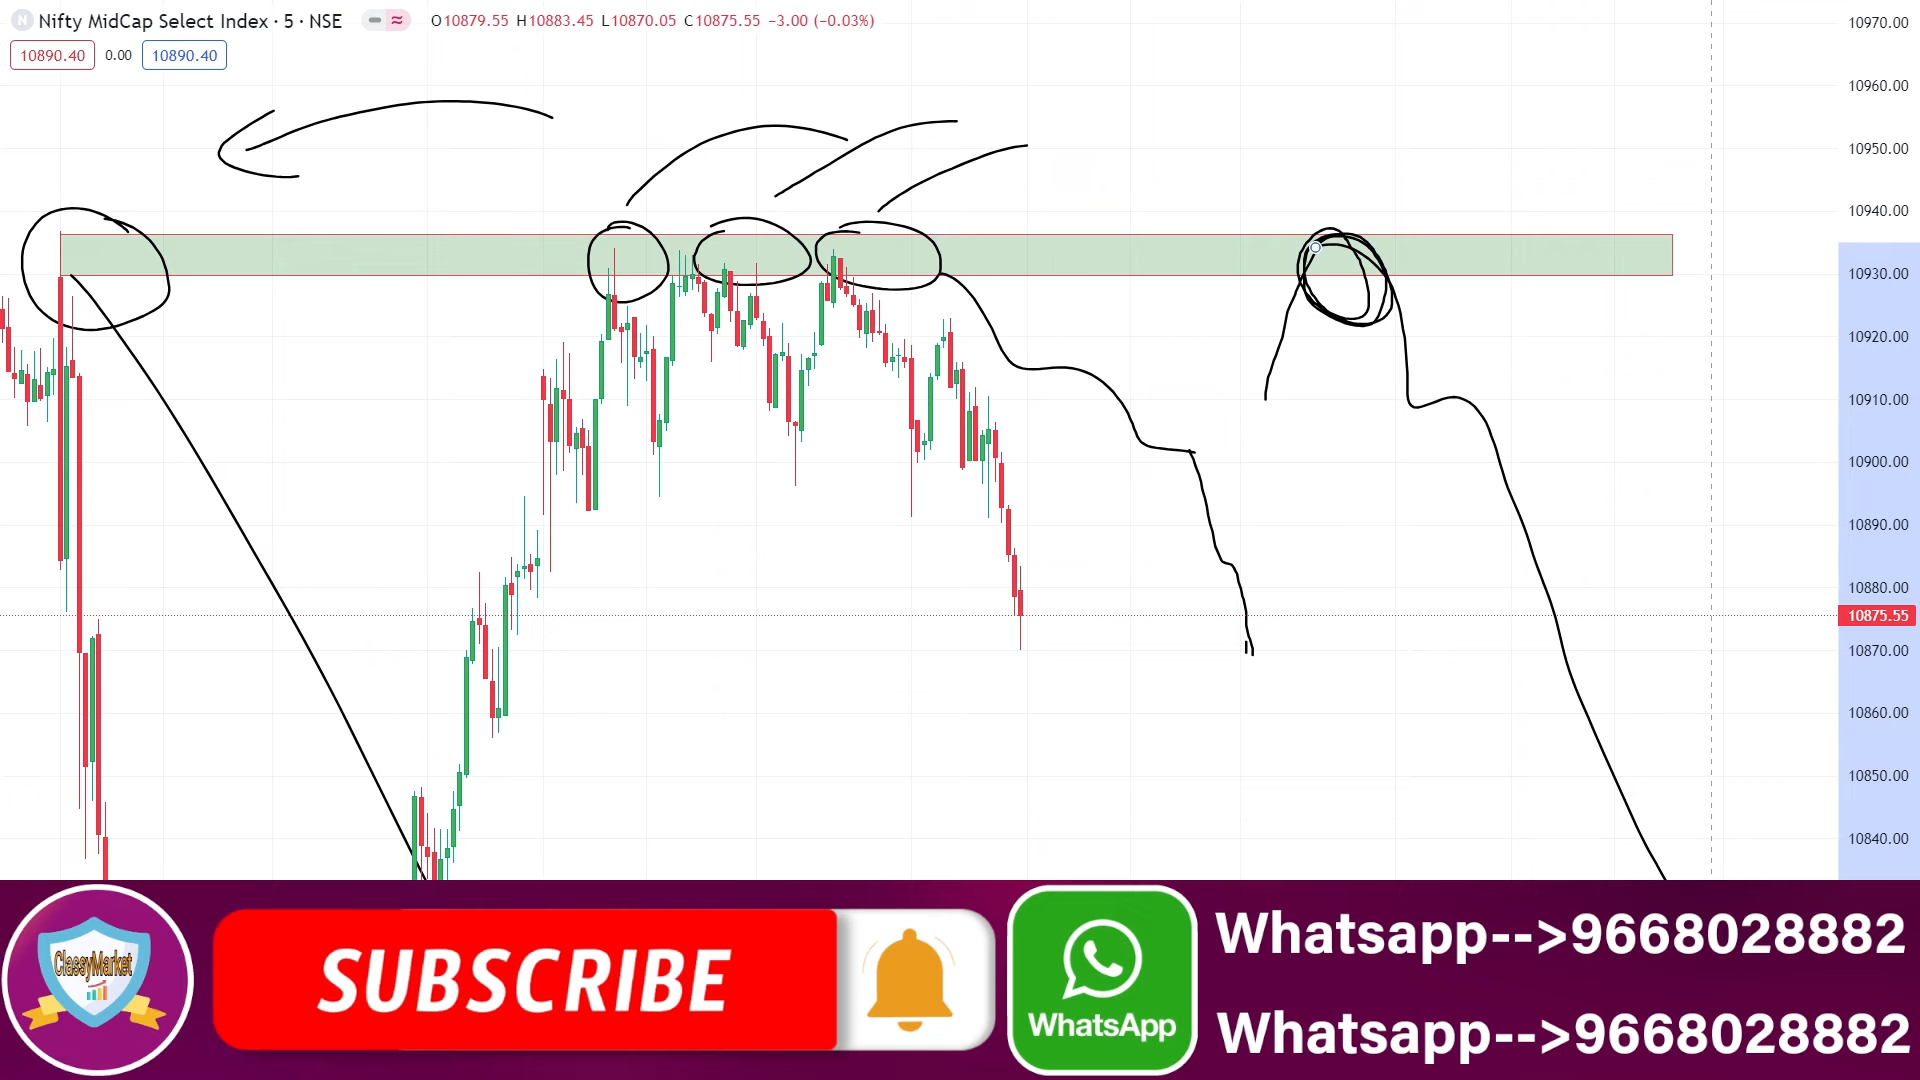 N Nifty MidCap Select Index · 5 · NSE O10879.55 H10883.45 L10870.05 C10875.55 −3.00 (−0.03%)
10890.40 0.00 10890.40
10970.00
10960.00
10950.00
10940.00
10930.00
10920.00
10910.00
10900.00
10890.00
10880.00
10875.55
10870.00
10860.00
10850.00
10840.00
ClassyMarket
SUBSCRIBE
WhatsApp
Whatsapp-->9668028882
Whatsapp-->9668028882